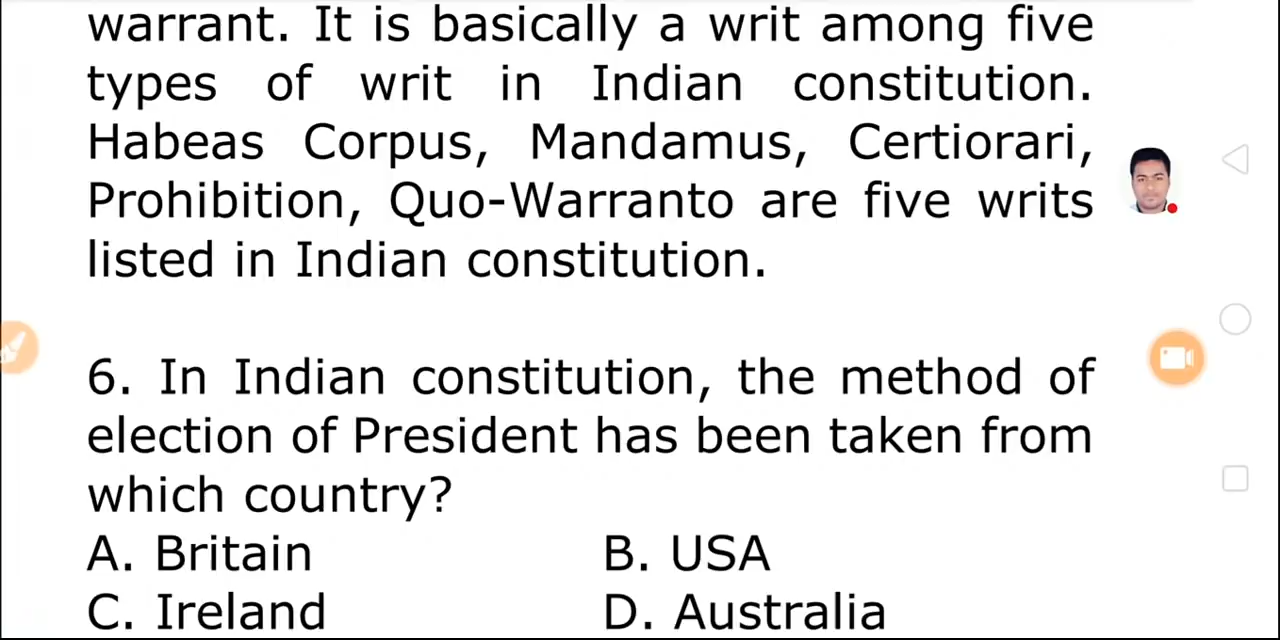 warrant. It is basically a writ among five
types of writ in Indian constitution.
Habeas Corpus, Mandamus, Certiorari,
Prohibition, Quo-Warranto are five writs
listed in Indian constitution.
6. In Indian constitution, the method of
election of President has been taken from
which country?
A. Britain B. USA
C. Ireland D. Australia